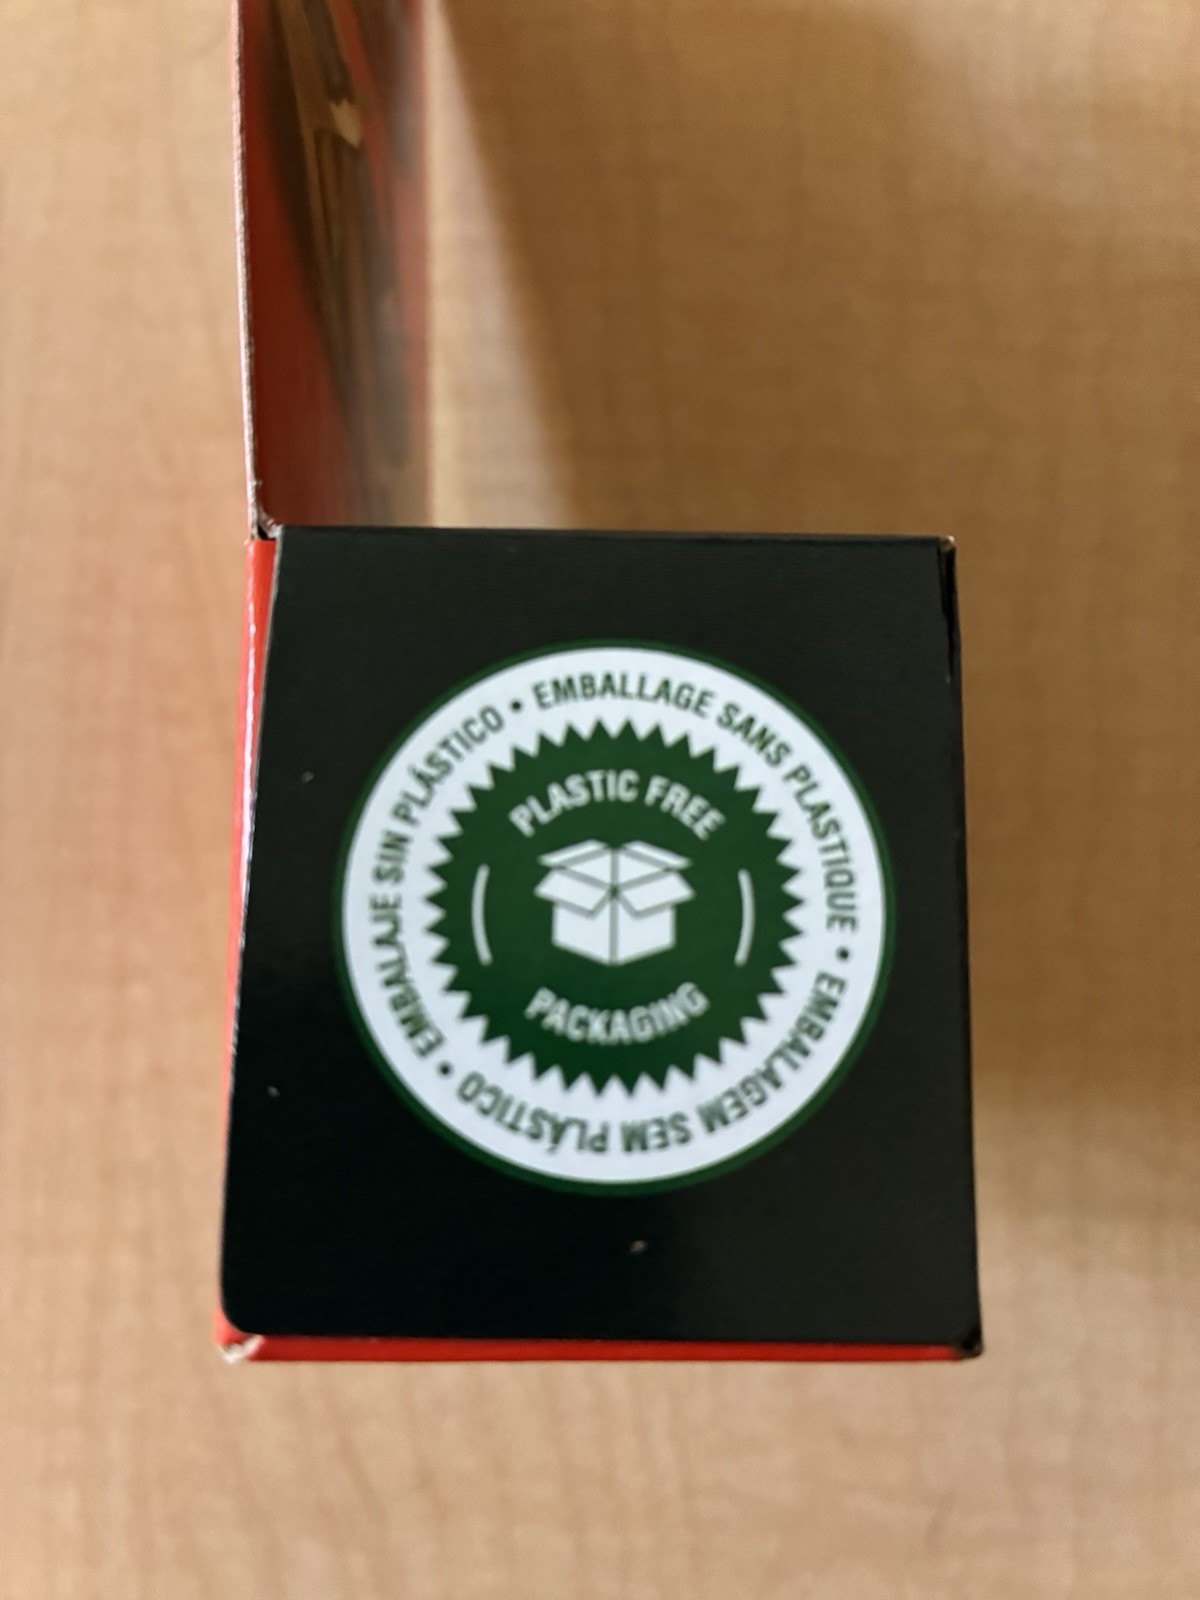 PLASTIC FREE
PACKAGING
EMBALLAGE SANS PLASTIQUE • EMBALAGEM SEM PLÁSTICO • EMBALAJE SIN PLÁSTICO •